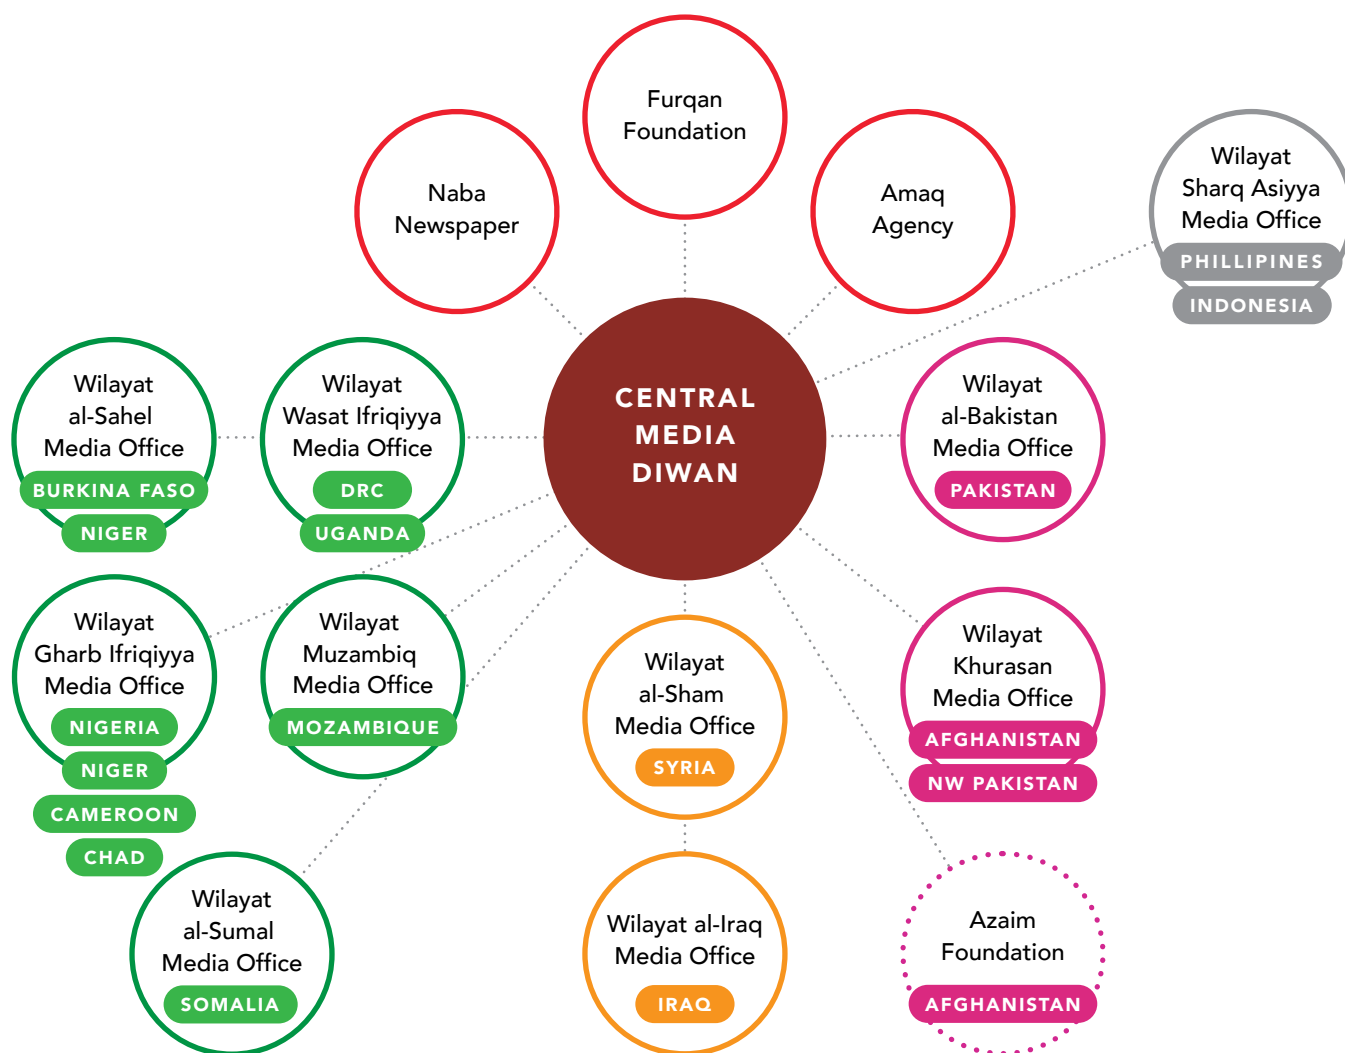 Furqan
Foundation
Naba
Newspaper
Amaq
Agency
Wilayat
Sharq Asiyya
Media Office
PHILLIPINES
INDONESIA
CENTRAL
MEDIA
DIWAN
Wilayat
al-Sahel
Media Office
BURKINA FASO
NIGER
Wilayat
Wasat Ifriqiyya
Media Office
DRC
UGANDA
Wilayat
al-Bakistan
Media Office
PAKISTAN
Wilayat
Gharb Ifriqiyya
Media Office
NIGERIA
NIGER
CAMEROON
CHAD
Wilayat
Muzambiq
Media Office
MOZAMBIQUE
Wilayat
al-Sham
Media Office
SYRIA
Wilayat
Khurasan
Media Office
AFGHANISTAN
NW PAKISTAN
Wilayat
al-Sumal
Media Office
SOMALIA
Wilayat al-Iraq
Media Office
IRAQ
Azaim
Foundation
AFGHANISTAN